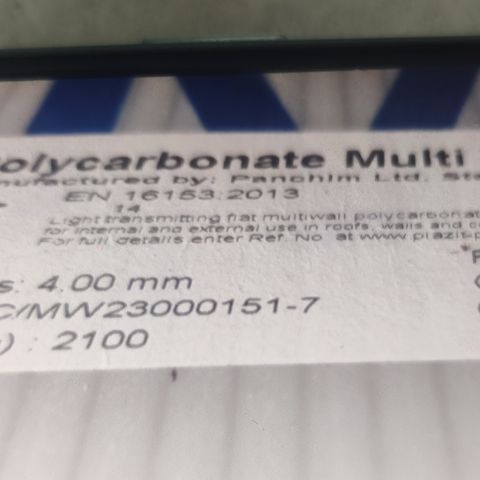 olycarbonate Multi
nufactured by: Panchim Ltd. Ste
EN 16153:2013
14
Light transmitting flat multiwall polycarbonat
for internal and external use in roofs, walls and c
For full details enter Ref. No. at www.plazit-p
s: 4.00 mm
C/MW23000151-7
) : 2100